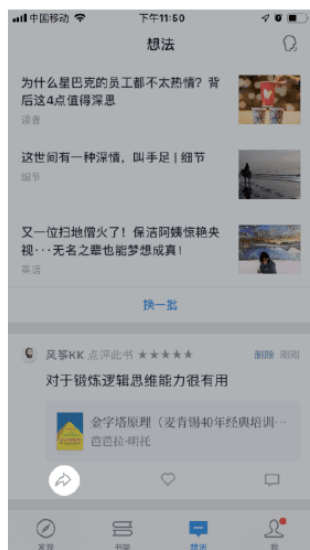 中国移动 下午11:50
想法
为什么星巴克的员工都不太热情？背
后这4点值得深思
读者
这世间有一种深情，叫手足 | 细节
细节
又一位扫地僧火了！保洁阿姨惊艳央
视···无名之辈也能梦想成真！
英语
换一批
风筝KK 点评此书 ★★★★★ 删除 刚刚
对于锻炼逻辑思维能力很有用
金字塔原理（麦肯锡40年经典培训···
芭芭拉·明托
发现 书架 想法 我